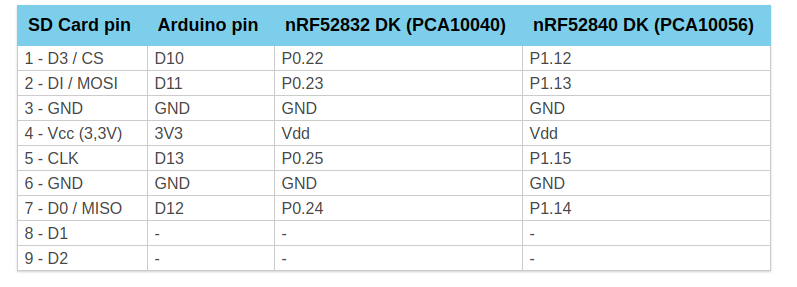 SD Card pin Arduino pin nRF52832 DK (PCA10040) nRF52840 DK (PCA10056)
1 - D3 / CS D10 P0.22 P1.12
2 - DI / MOSI D11 P0.23 P1.13
3 - GND GND GND GND
4 - Vcc (3,3V) 3V3 Vdd Vdd
5 - CLK D13 P0.25 P1.15
6 - GND GND GND GND
7 - D0 / MISO D12 P0.24 P1.14
8 - D1 - - -
9 - D2 - - -